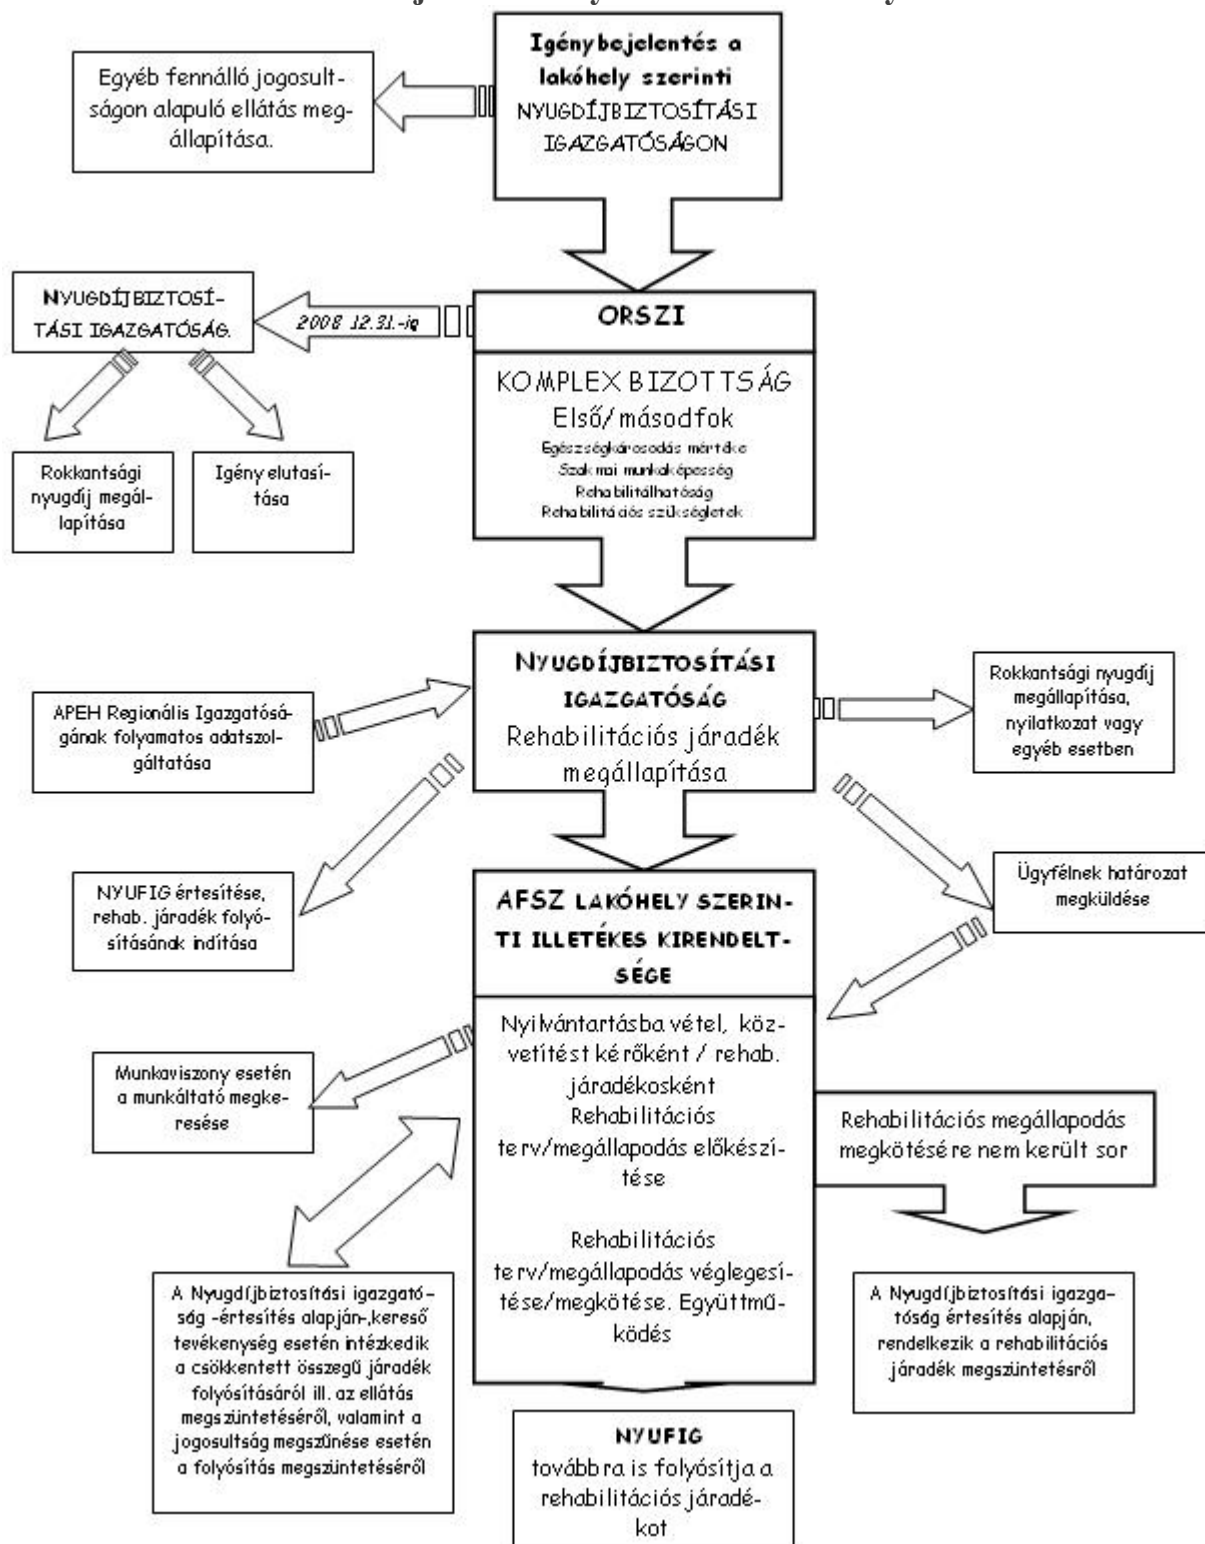 Igénybejelentés a
lakóhely szerinti
NYUGDÍJBIZTOSÍTÁSI
IGAZGATÓSÁGON
Egyéb fennálló jogosult-
ságon alapuló ellátás meg-
állapítása.
NYUGDÍJBIZTOSÍ-
TÁSI IGAZGATÓSÁG.
2008 12.31.-ig
ORSZI
KOMPLEX BIZOTTSÁG
Első/másodfok
Egészségkárosodás mértéke
Szakmai munkaképesség
Rehabilitálhatóság
Rehabilitációs szükségletek
Rokkantsági
nyugdíj megál-
lapítása
Igény elutasí-
tása
NYUGDÍJBIZTOSÍTÁSI
IGAZGATÓSÁG
Rehabilitációs járadék
megállapítása
APEH Regionális Igazgatósá-
gának folyamatos adatszol-
gáltatása
Rokkantsági nyugdíj
megállapítása,
nyilatkozat vagy
egyéb esetben
NYUFIG értesítése,
rehab. járadék folyó-
sításának indítása
Ügyfélnek határozat
megküldése
AFSZ LAKÓHELY SZERIN-
TI ILLETÉKES KIRENDELT-
SÉGE
Nyilvántartásba vétel, köz-
vetítést kérőként / rehab.
járadékosként
Rehabilitációs
terv/megállapodás előkészí-
tése
Rehabilitációs
terv/megállapodás véglegesí-
tése/megkötése. Együttmű-
ködés
Munkaviszony esetén
a munkáltató megke-
resése
Rehabilitációs megállapodás
megkötésére nem került sor
A Nyugdíjbiztosítási igazgató-
ság -értesítés alapján-,kereső
tevékenység esetén intézkedik
a csökkentett összegű járadék
folyósításáról ill. az ellátás
megszüntetéséről, valamint a
jogosultság megszűnése esetén
a folyósítás megszüntetéséről
A Nyugdíjbiztosítási igazga-
tóság értesítés alapján,
rendelkezik a rehabilitációs
járadék megszüntetésről
NYUFIG
továbbra is folyósítja a
rehabilitációs járadé-
kot